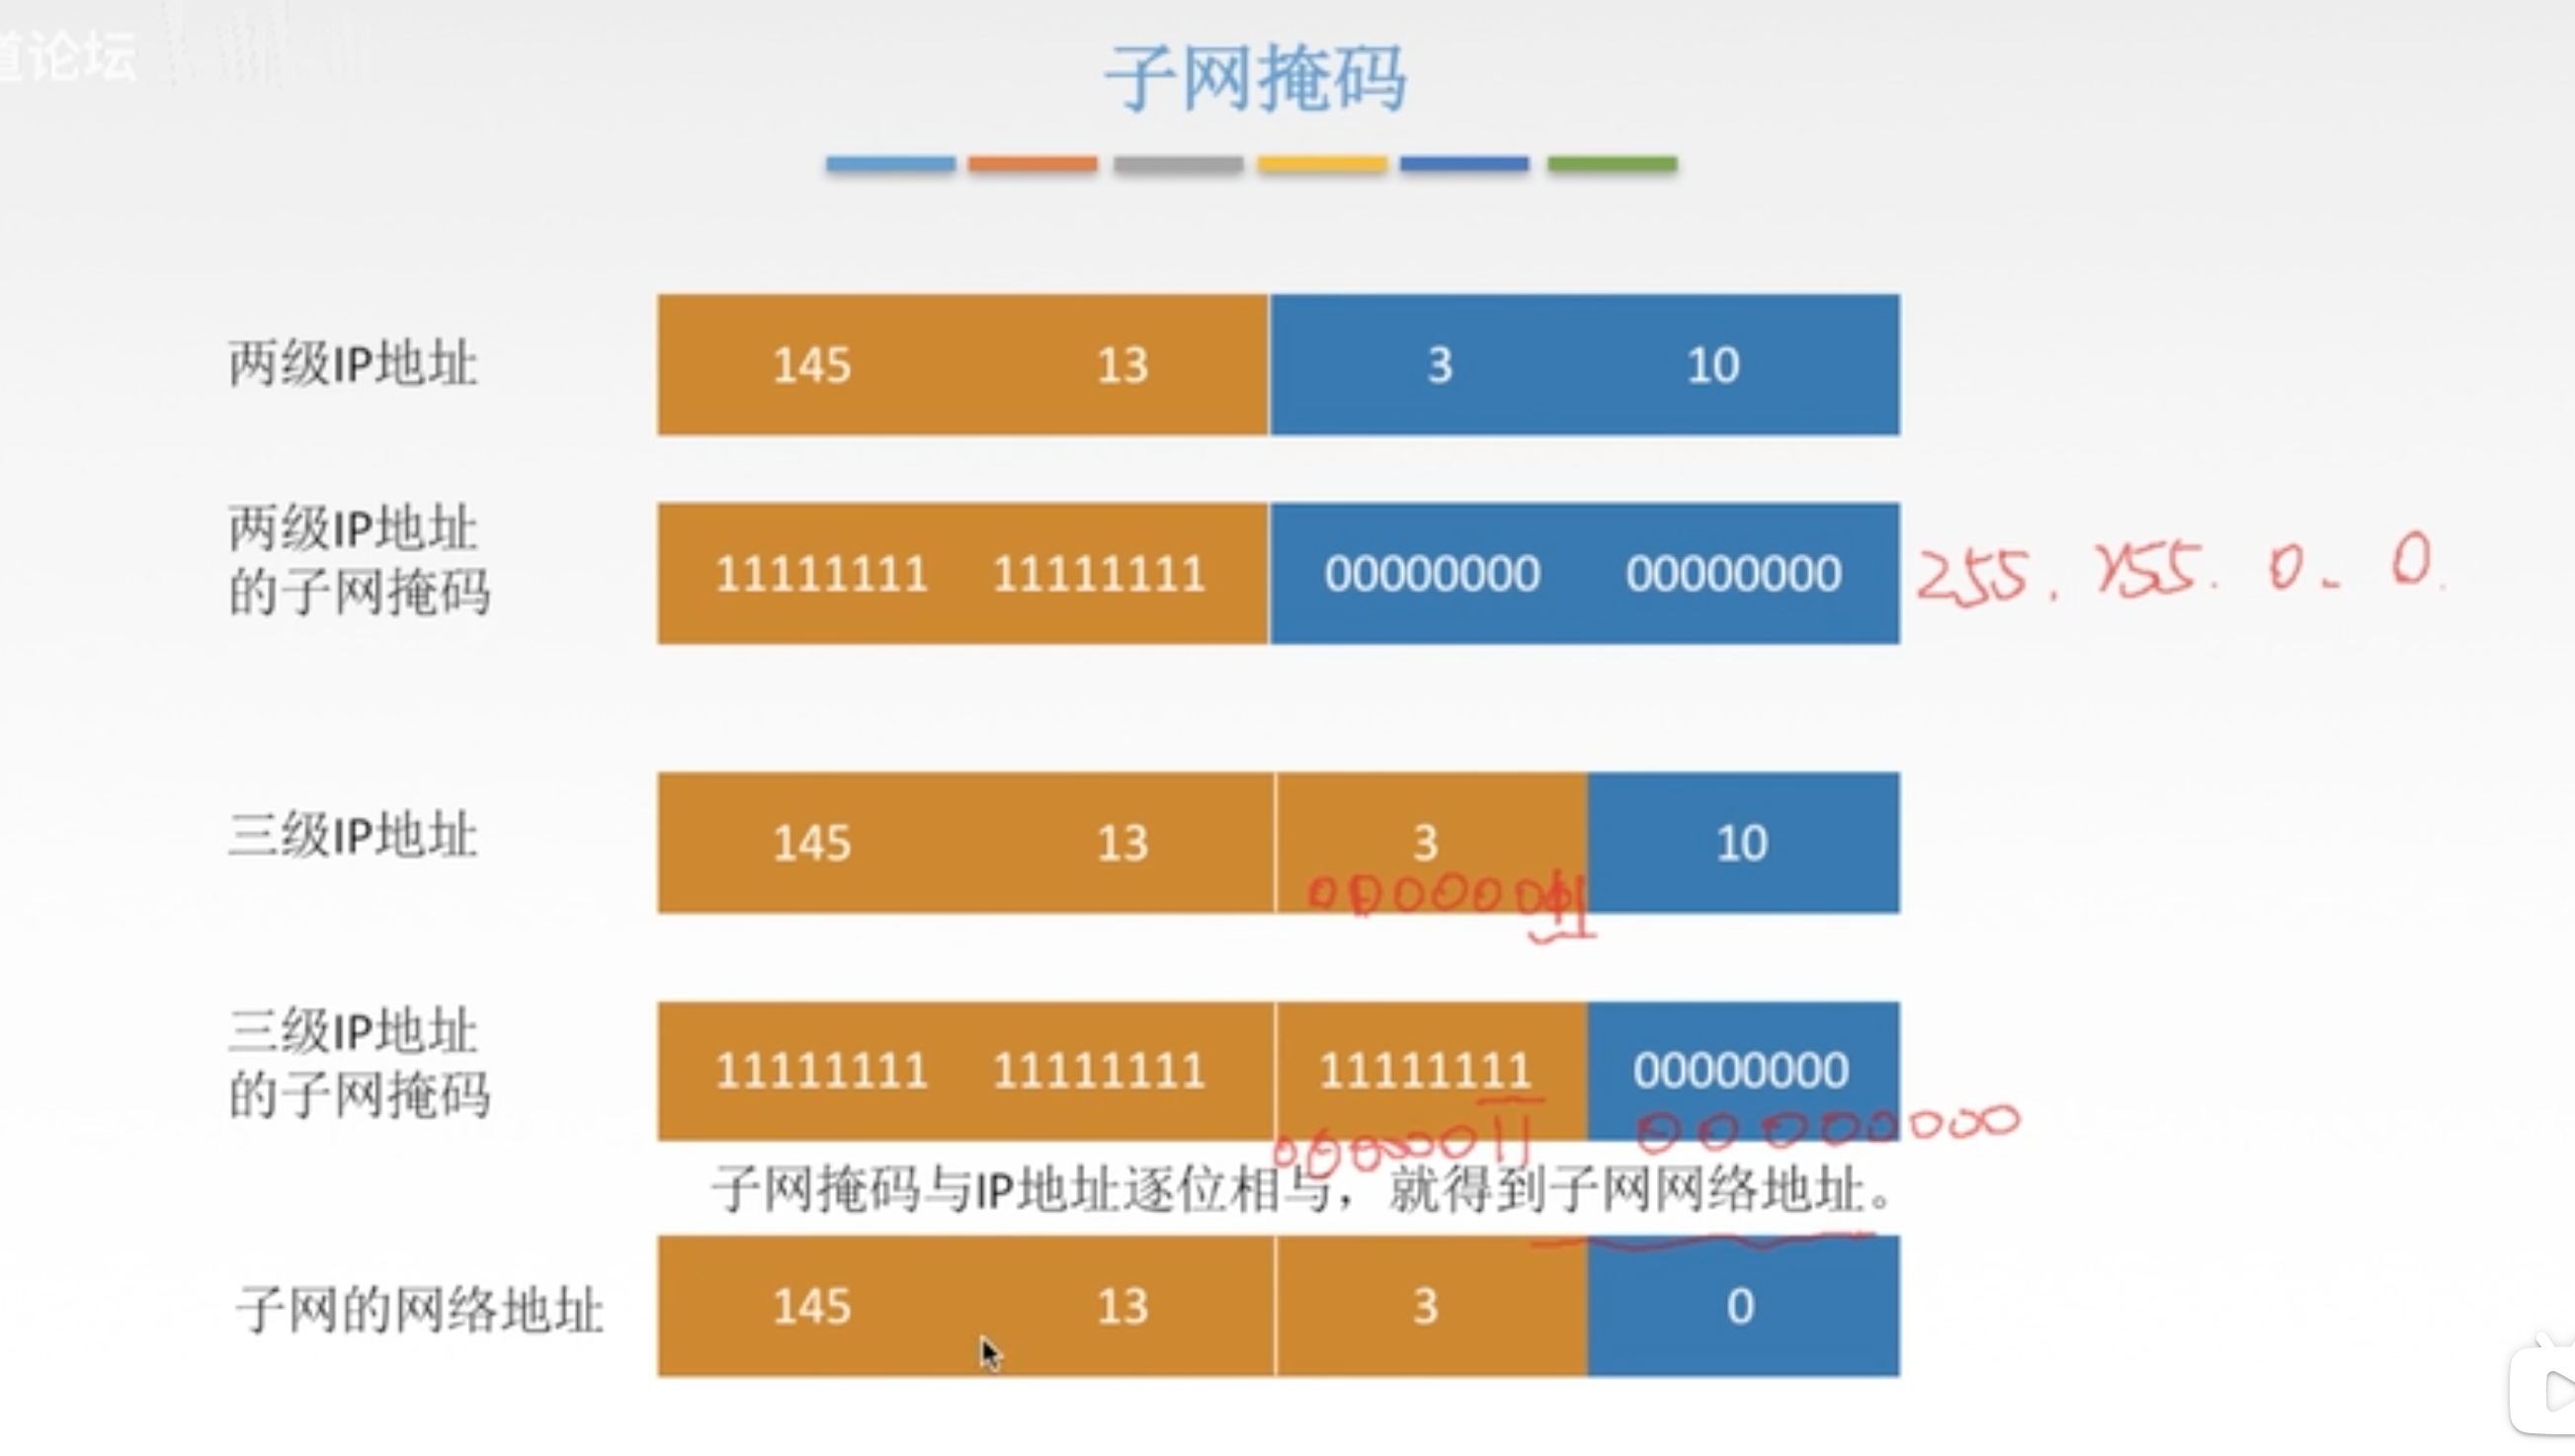 道论坛
子网掩码
两级IP地址 145 13 3 10
两级IP地址
的子网掩码 11111111 11111111 00000000 00000000 255. 255. 0. 0.
三级IP地址 145 13 3 10
00000011
三级IP地址
的子网掩码 11111111 11111111 11111111 00000000
00000011 00000000
子网掩码与IP地址逐位相与，就得到子网网络地址。
子网的网络地址 145 13 3 0